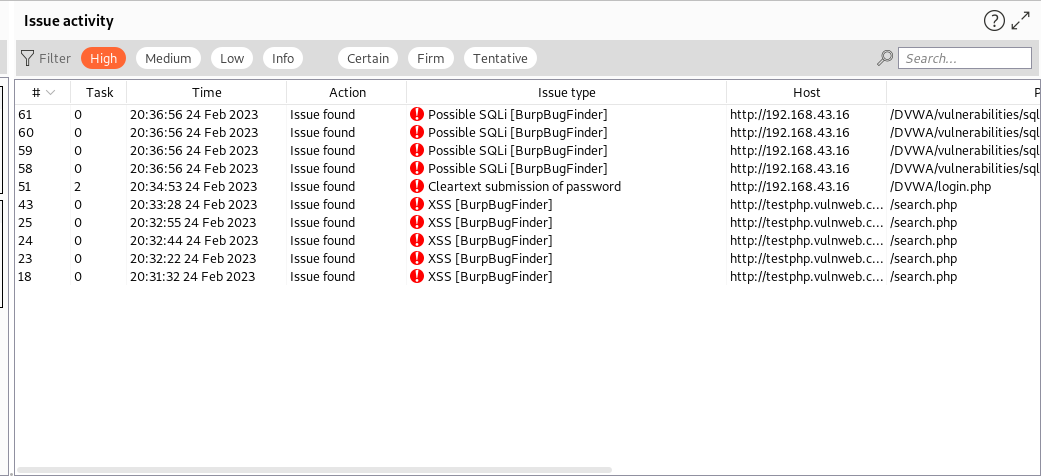 Issue activity
Filter High Medium Low Info Certain Firm Tentative Search...
# Task Time Action Issue type Host
61 0 20:36:56 24 Feb 2023 Issue found Possible SQLi [BurpBugFinder] http://192.168.43.16 /DVWA/vulnerabilities/sql
60 0 20:36:56 24 Feb 2023 Issue found Possible SQLi [BurpBugFinder] http://192.168.43.16 /DVWA/vulnerabilities/sql
59 0 20:36:56 24 Feb 2023 Issue found Possible SQLi [BurpBugFinder] http://192.168.43.16 /DVWA/vulnerabilities/sql
58 0 20:36:56 24 Feb 2023 Issue found Possible SQLi [BurpBugFinder] http://192.168.43.16 /DVWA/vulnerabilities/sql
51 2 20:34:53 24 Feb 2023 Issue found Cleartext submission of password http://192.168.43.16 /DVWA/login.php
43 0 20:33:28 24 Feb 2023 Issue found XSS [BurpBugFinder] http://testphp.vulnweb.c... /search.php
25 0 20:32:55 24 Feb 2023 Issue found XSS [BurpBugFinder] http://testphp.vulnweb.c... /search.php
24 0 20:32:44 24 Feb 2023 Issue found XSS [BurpBugFinder] http://testphp.vulnweb.c... /search.php
23 0 20:32:22 24 Feb 2023 Issue found XSS [BurpBugFinder] http://testphp.vulnweb.c... /search.php
18 0 20:31:32 24 Feb 2023 Issue found XSS [BurpBugFinder] http://testphp.vulnweb.c... /search.php